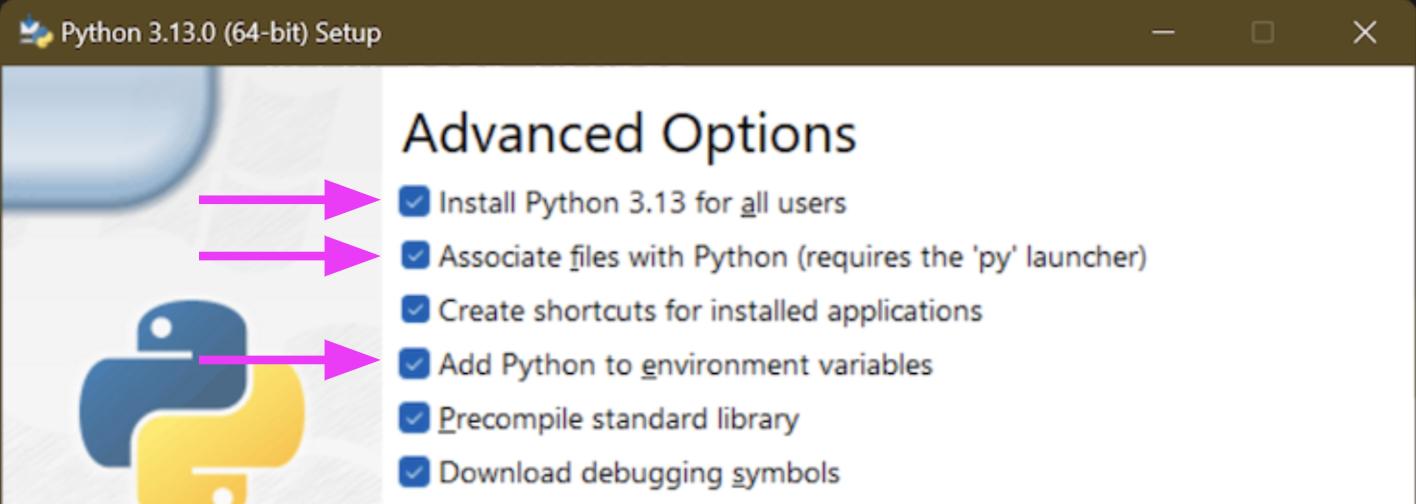 Python 3.13.0 (64-bit) Setup
Advanced Options
Install Python 3.13 for all users
Associate files with Python (requires the 'py' launcher)
Create shortcuts for installed applications
Add Python to environment variables
Precompile standard library
Download debugging symbols